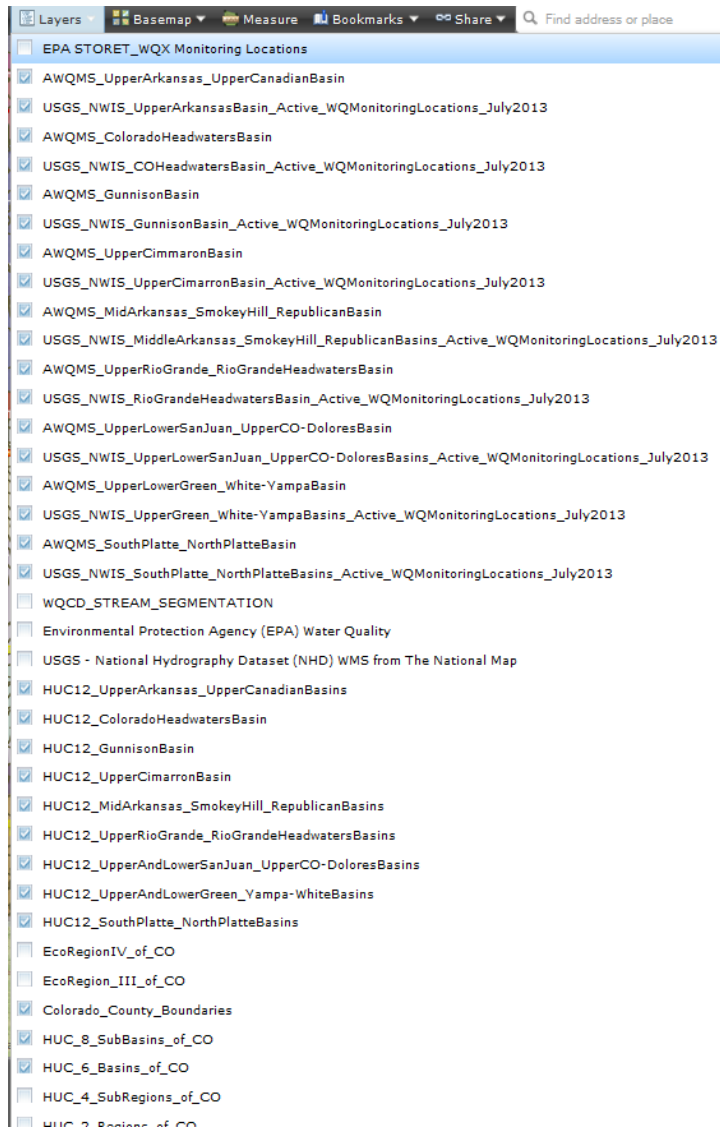 Layers Basemap Measure Bookmarks Share Find address or place
EPA STORET_WQX Monitoring Locations
AWQMS_UpperArkansas_UpperCanadianBasin
USGS_NWIS_UpperArkansasBasin_Active_WQMonitoringLocations_July2013
AWQMS_ColoradoHeadwatersBasin
USGS_NWIS_COHeadwatersBasin_Active_WQMonitoringLocations_July2013
AWQMS_GunnisonBasin
USGS_NWIS_GunnisonBasin_Active_WQMonitoringLocations_July2013
AWQMS_UpperCimmaronBasin
USGS_NWIS_UpperCimarronBasin_Active_WQMonitoringLocations_July2013
AWQMS_MidArkansas_SmokeyHill_RepublicanBasin
USGS_NWIS_MiddleArkansas_SmokeyHill_RepublicanBasins_Active_WQMonitoringLocations_July2013
AWQMS_UpperRioGrande_RioGrandeHeadwatersBasin
USGS_NWIS_RioGrandeHeadwatersBasin_Active_WQMonitoringLocations_July2013
AWQMS_UpperLowerSanJuan_UpperCO-DoloresBasin
USGS_NWIS_UpperLowerSanJuan_UpperCO-DoloresBasins_Active_WQMonitoringLocations_July2013
AWQMS_UpperLowerGreen_White-YampaBasin
USGS_NWIS_UpperGreen_White-YampaBasins_Active_WQMonitoringLocations_July2013
AWQMS_SouthPlatte_NorthPlatteBasin
USGS_NWIS_SouthPlatte_NorthPlatteBasins_Active_WQMonitoringLocations_July2013
WQCD_STREAM_SEGMENTATION
Environmental Protection Agency (EPA) Water Quality
USGS - National Hydrography Dataset (NHD) WMS from The National Map
HUC12_UpperArkansas_UpperCanadianBasins
HUC12_ColoradoHeadwatersBasin
HUC12_GunnisonBasin
HUC12_UpperCimarronBasin
HUC12_MidArkansas_SmokeyHill_RepublicanBasins
HUC12_UpperRioGrande_RioGrandeHeadwatersBasins
HUC12_UpperAndLowerSanJuan_UpperCO-DoloresBasins
HUC12_UpperAndLowerGreen_Yampa-WhiteBasins
HUC12_SouthPlatte_NorthPlatteBasins
EcoRegionIV_of_CO
EcoRegion_III_of_CO
Colorado_County_Boundaries
HUC_8_SubBasins_of_CO
HUC_6_Basins_of_CO
HUC_4_SubRegions_of_CO
HUC_2_Regions_of_CO